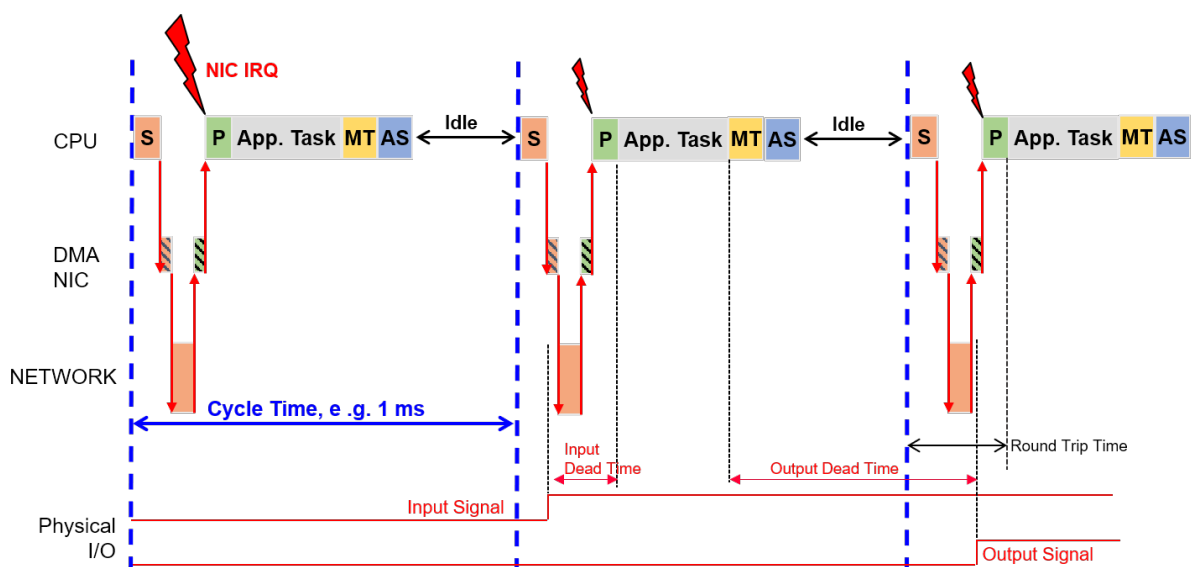 NIC IRQ
CPU
S
P
App. Task
MT
AS
Idle
S
P
App. Task
MT
AS
Idle
S
P
App. Task
MT
AS
DMA
NIC
NETWORK
Cycle Time, e .g. 1 ms
Round Trip Time
Input
Dead Time
Output Dead Time
Input Signal
Physical
I/O
Output Signal